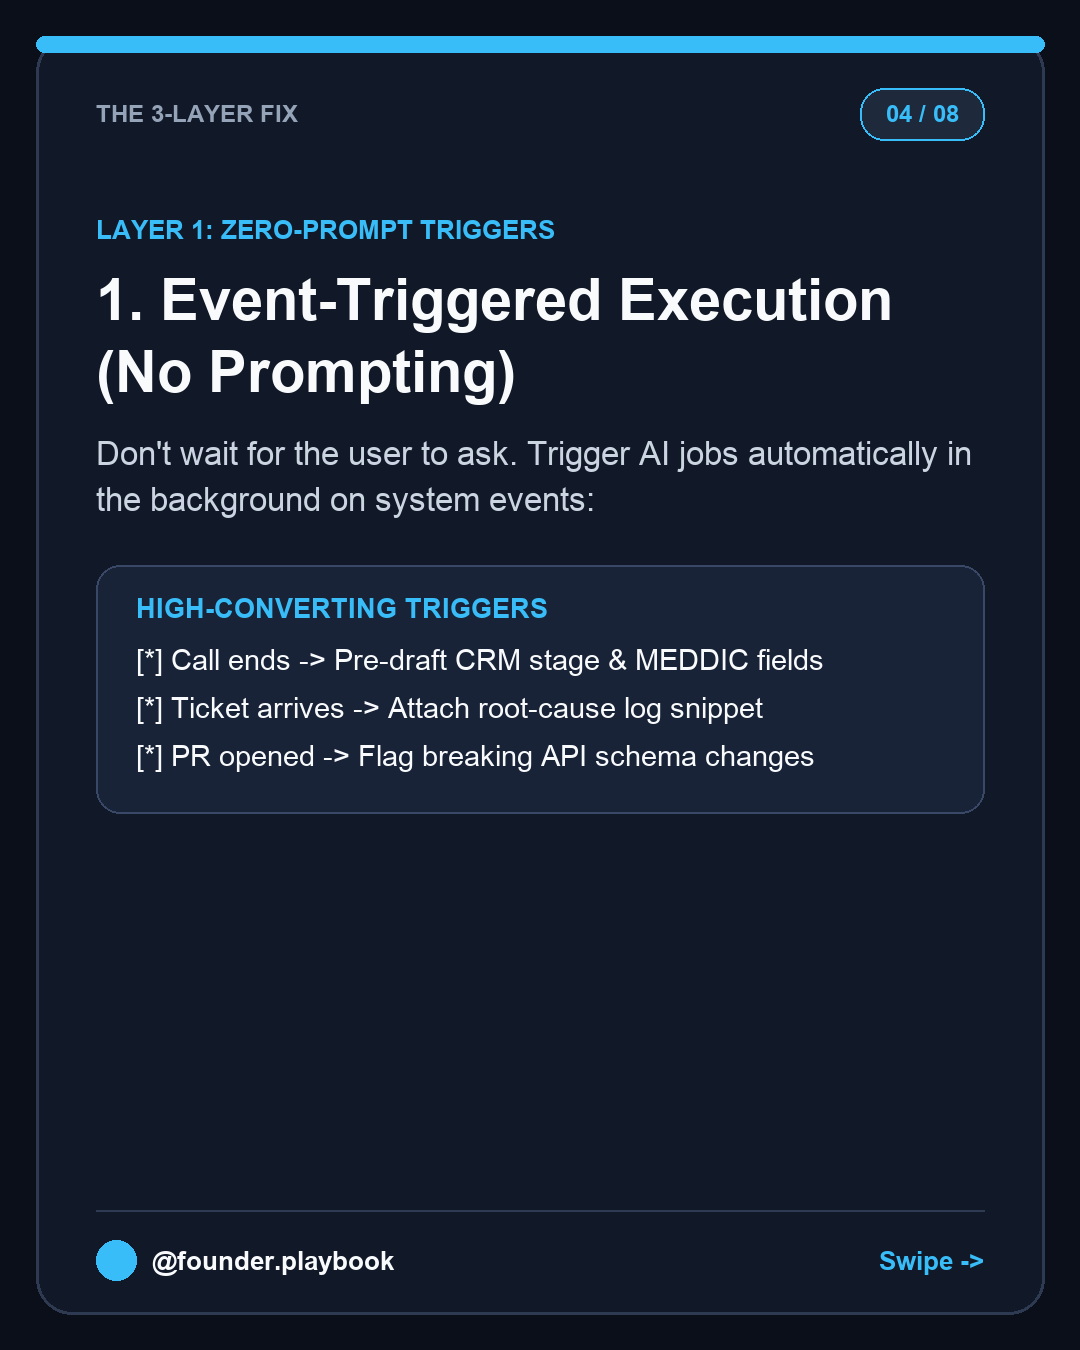 THE 3-LAYER FIX
04 / 08
LAYER 1: ZERO-PROMPT TRIGGERS
1. Event-Triggered Execution
(No Prompting)
Don't wait for the user to ask. Trigger AI jobs automatically in
the background on system events:
HIGH-CONVERTING TRIGGERS
[*] Call ends -> Pre-draft CRM stage & MEDDIC fields
[*] Ticket arrives -> Attach root-cause log snippet
[*] PR opened -> Flag breaking API schema changes
@founder.playbook
Swipe ->